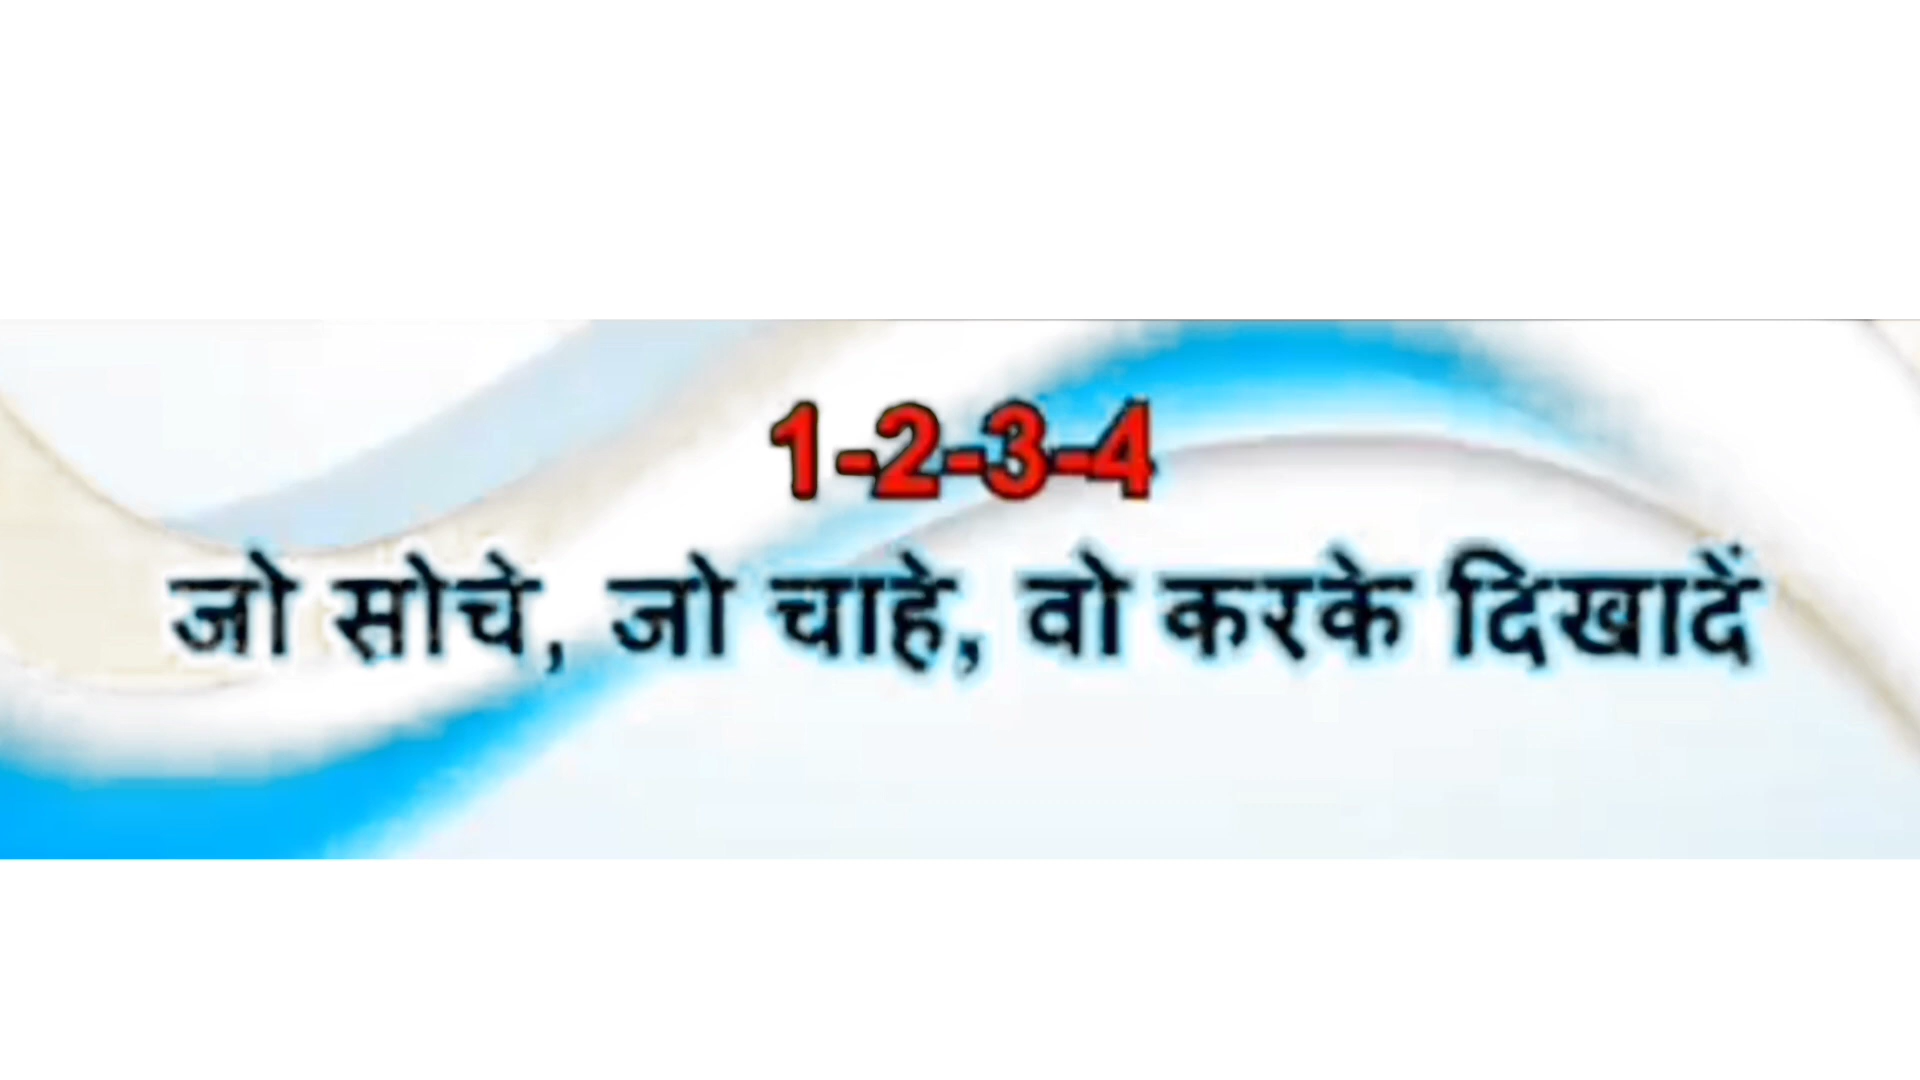 1-2-3-4
जो सोचे, जो चाहे, वो करके दिखादें